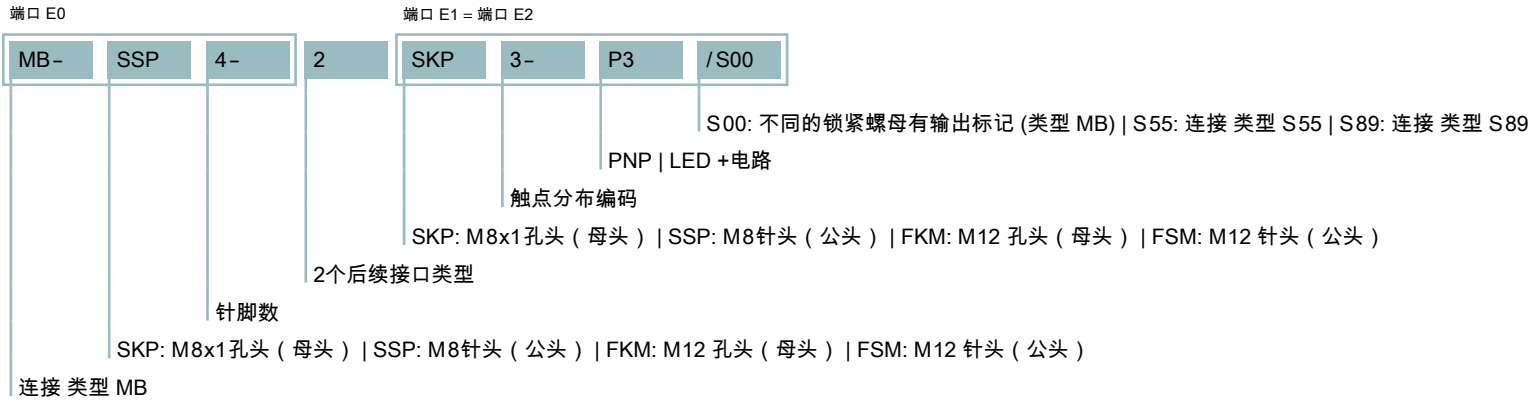 端口 E0
端口 E1 = 端口 E2
MB– SSP 4– 2 SKP 3– P3 /S00
S00: 不同的锁紧螺母有输出标记 (类型 MB) | S55: 连接 类型 S55 | S89: 连接 类型 S89
PNP | LED +电路
触点分布编码
SKP: M8x1孔头（母头） | SSP: M8针头（公头） | FKM: M12 孔头（母头） | FSM: M12 针头（公头）
2个后续接口类型
针脚数
SKP: M8x1孔头（母头） | SSP: M8针头（公头） | FKM: M12 孔头（母头） | FSM: M12 针头（公头）
连接 类型 MB